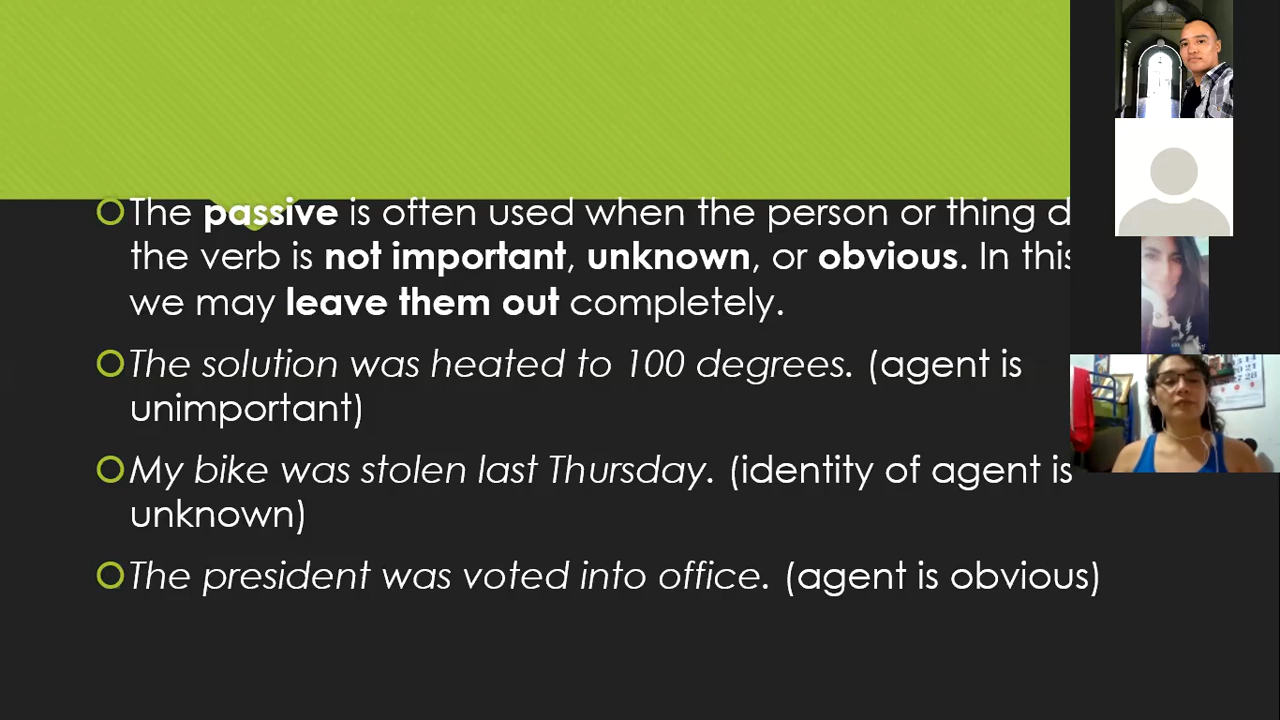 The passive is often used when the person or thing d
the verb is not important, unknown, or obvious. In this
we may leave them out completely.
The solution was heated to 100 degrees. (agent is
unimportant)
My bike was stolen last Thursday. (identity of agent is
unknown)
The president was voted into office. (agent is obvious)